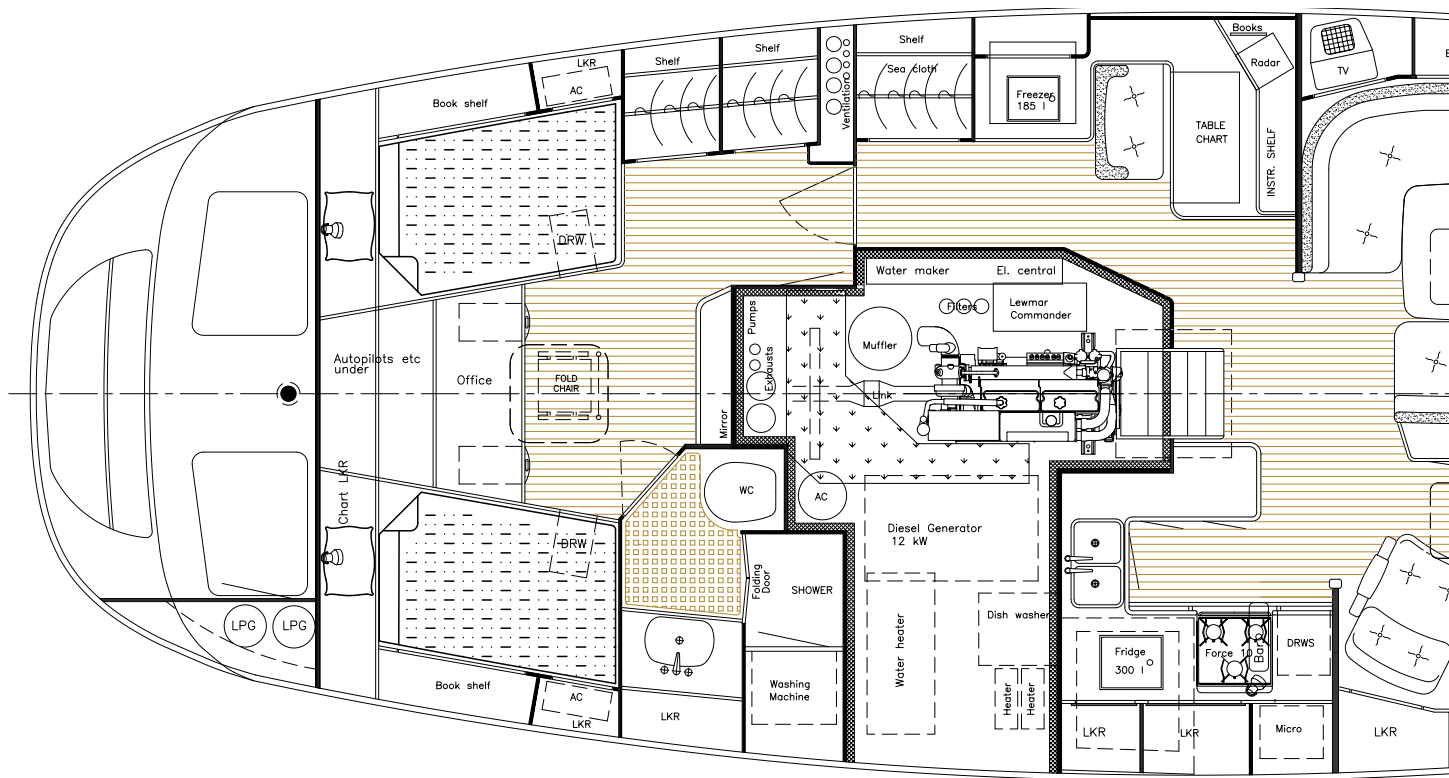 Books
LKR
Shelf
Shelf
Shelf
Radar
TV
AC
Book shelf
Sea cloth
Ventilation
Freezer
185 l
TABLE
CHART
INSTR. SHELF
DRW
Water maker
El. central
Pumps
Filters
Lewmar
Commander
Muffler
Exhausts
Autopilots etc
under
Office
FOLD
CHAIR
Link
Mirror
Chart LKR
WC
AC
Diesel Generator
12 kW
DRW
Folding
Door
SHOWER
Dish washer
LPG
LPG
Water heater
Fridge
300 l
Force 10
Bar
DRWS
Book shelf
AC
LKR
LKR
Washing
Machine
Heater
Heater
LKR
LKR
Micro
LKR